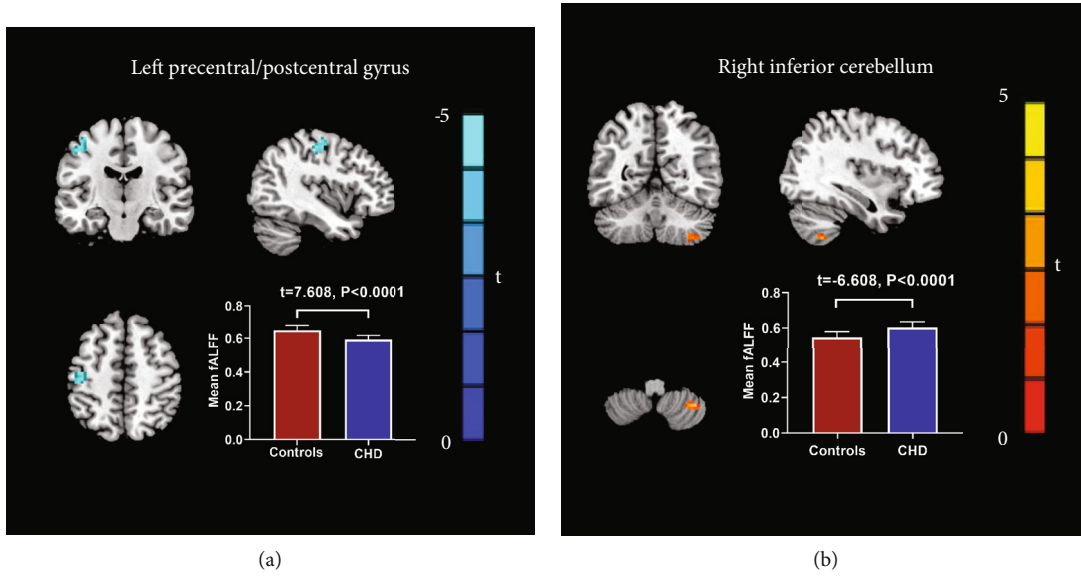 Left precentral/postcentral gyrus
-5
t
0
t=7.608, P<0.0001
Mean fALFF
0.8
0.6
0.4
0.2
0.0
Controls CHD
(a)
Right inferior cerebellum
5
t
0
t=-6.608, P<0.0001
Mean fALFF
0.8
0.6
0.4
0.2
0.0
Controls CHD
(b)